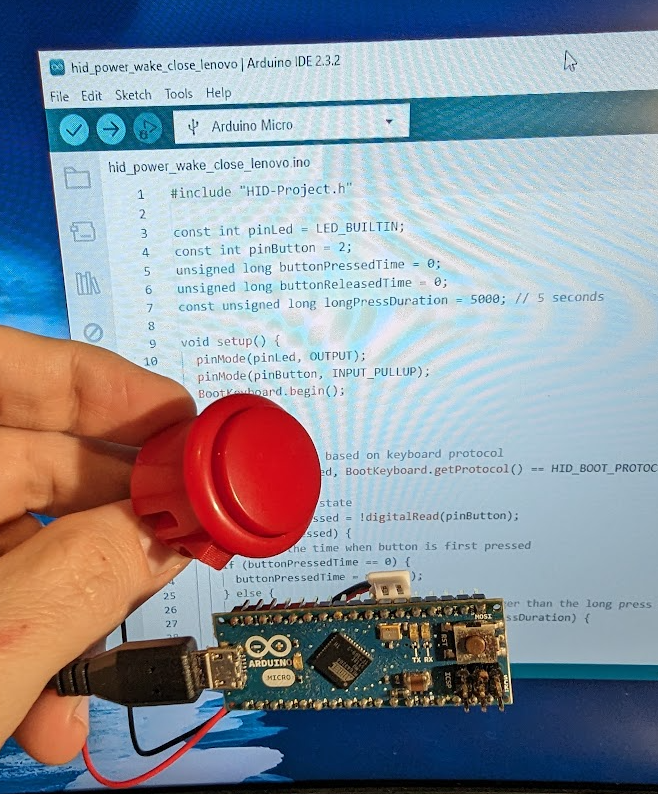 hid_power_wake_close_lenovo | Arduino IDE 2.3.2
File Edit Sketch Tools Help
Arduino Micro
hid_power_wake_close_lenovo.ino
1 #include "HID-Project.h"
2
3 const int pinLed = LED_BUILTIN;
4 const int pinButton = 2;
5 unsigned long buttonPressedTime = 0;
6 unsigned long buttonReleasedTime = 0;
7 const unsigned long longPressDuration = 5000; // 5 seconds
8
9 void setup() {
10 pinMode(pinLed, OUTPUT);
pinMode(pinButton, INPUT_PULLUP);
BootKeyboard.begin();
based on keyboard protocol
ed, BootKeyboard.getProtocol() == HID_BOOT_PROTOC
state
ssed = !digitalRead(pinButton);
ssed) {
he time when button is first pressed
f (buttonPressedTime == 0) {
buttonPressedTime = );
25 } else {
26 er than the long press
27 ssDuration) {
ARDUINO
MICRO
TX RX
RST
MOSI
ICSP